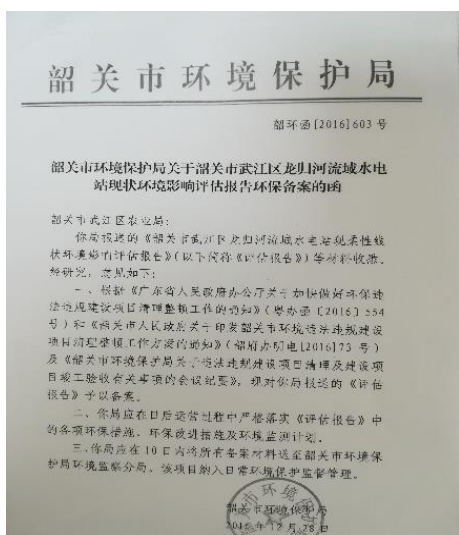 韶关市环境保护局
韶环函[2016]603 号
韶关市环境保护局关于韶关市武江区龙归河流域水电
站现状环境影响评估报告环保备案的函
韶关市武江区农业局:
你局报送的《韶关市武江区龙归河流域水电站现柔性线
状环境影响评估报告》(以下简称《评估报告》)等材料收悉。
经研究,意见如下:
一、根据《广东省人民政府办公厅关于加快做好环保违
法违规建设项目清理整顿工作的通知》(粤办函[2016]554
号)和《韶关市人民政府关于印发韶关市环境违法违规建设
项目清理整顿工作方案的通知》(韶府办明电[2016]73 号)
及《韶关市环境保护局关于违法违规建设项目清理及建设项
目竣工验收有关事项的会议纪要》,现对你局报送的《评估
报告》予以备案。
二、你局应在日后运营过程中严格落实《评估报告》中
的各项环保措施、环保改进措施及环境监测计划。
三、你局应在10日内将所有备案材料送至韶关市环境保
护局环境监察分局。该项目纳入日常环境保护监督管理。
韶关市环境保护局
2016年12月28日